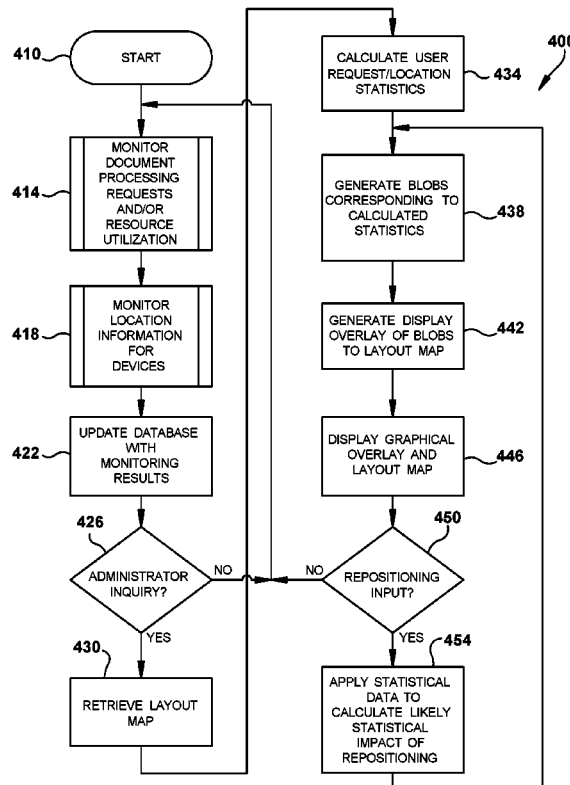 410
START
414
MONITOR
DOCUMENT
PROCESSING
REQUESTS
AND/OR
RESOURCE
UTILIZATION
418
MONITOR
LOCATION
INFORMATION
FOR
DEVICES
422
UPDATE DATABASE
WITH
MONITORING
RESULTS
426
ADMINISTRATOR
INQUIRY?
NO
YES
430
RETRIEVE LAYOUT
MAP
400
CALCULATE USER
REQUEST/LOCATION
STATISTICS
434
GENERATE BLOBS
CORRESPONDING TO
CALCULATED
STATISTICS
438
GENERATE DISPLAY
OVERLAY OF BLOBS
TO LAYOUT MAP
442
DISPLAY GRAPHICAL
OVERLAY AND
LAYOUT MAP
446
450
REPOSITIONING
INPUT?
NO
YES
454
APPLY STATISTICAL
DATA TO
CALCULATE LIKELY
STATISTICAL
IMPACT OF
REPOSITIONING